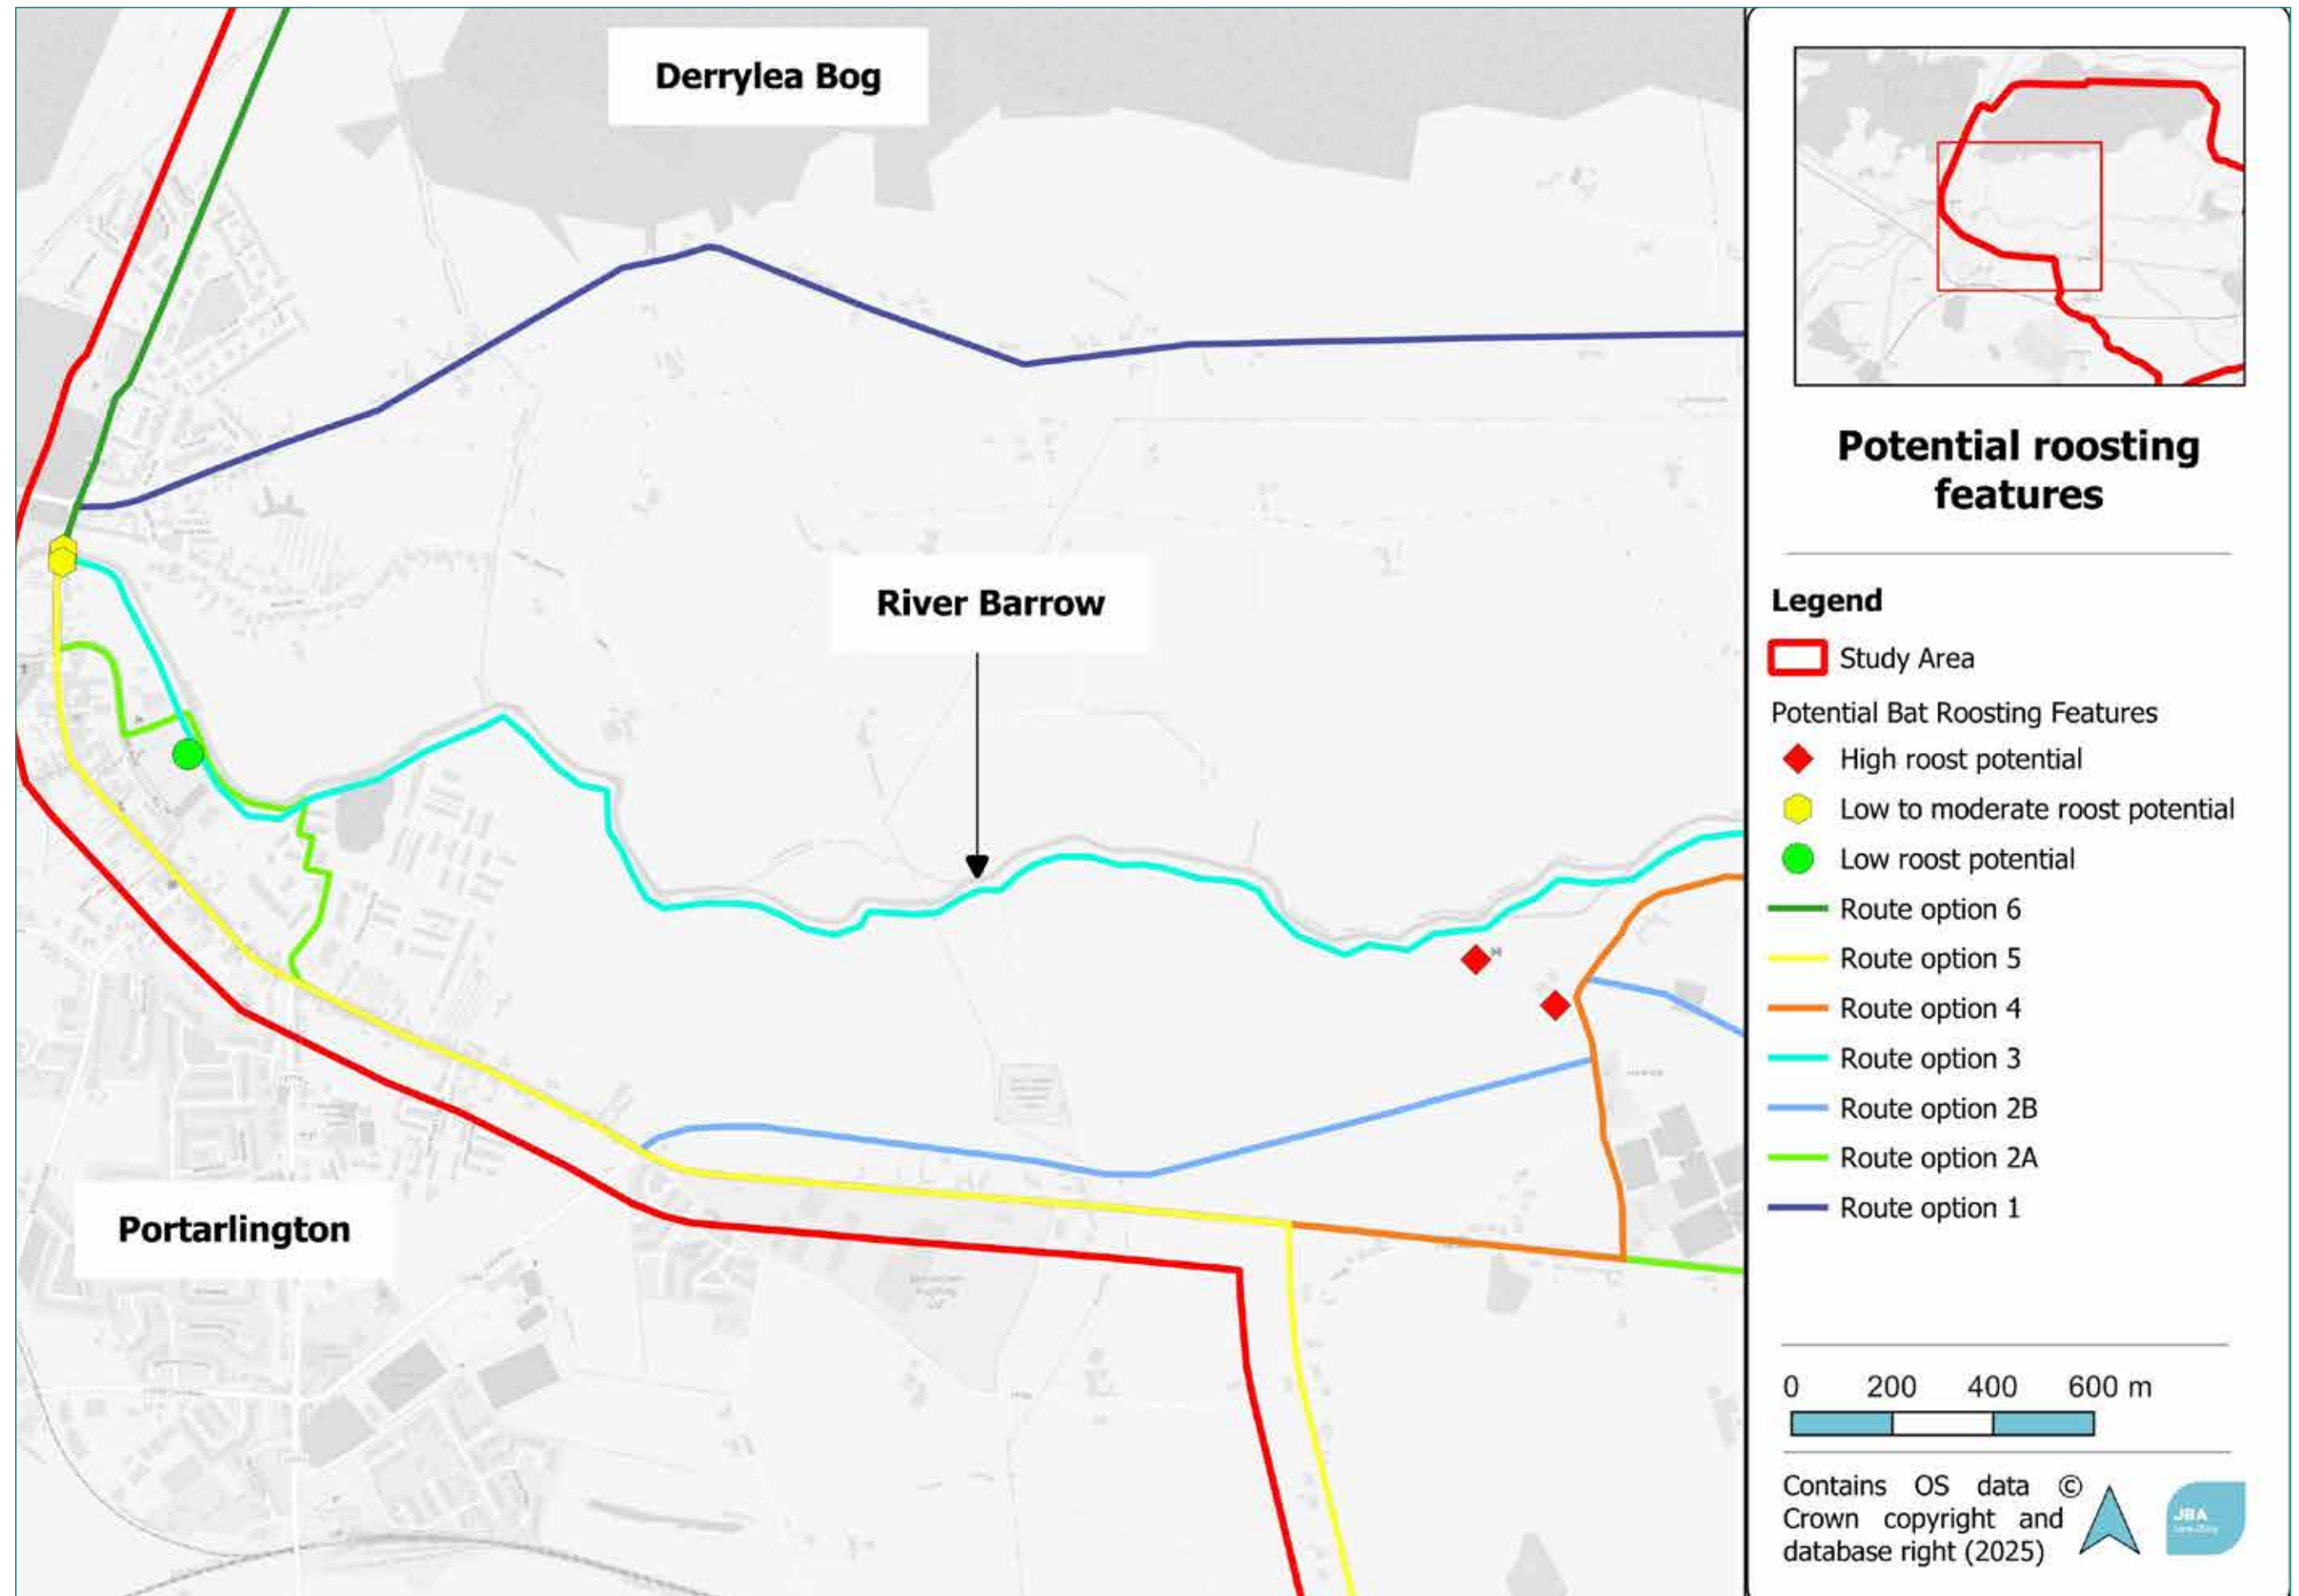 Derrylea Bog
River Barrow
Portarlington
Potential roosting
features
Legend
Study Area
Potential Bat Roosting Features
High roost potential
Low to moderate roost potential
Low roost potential
Route option 6
Route option 5
Route option 4
Route option 3
Route option 2B
Route option 2A
Route option 1
0 200 400 600 m
Contains OS data ©
Crown copyright and
database right (2025)
JBA